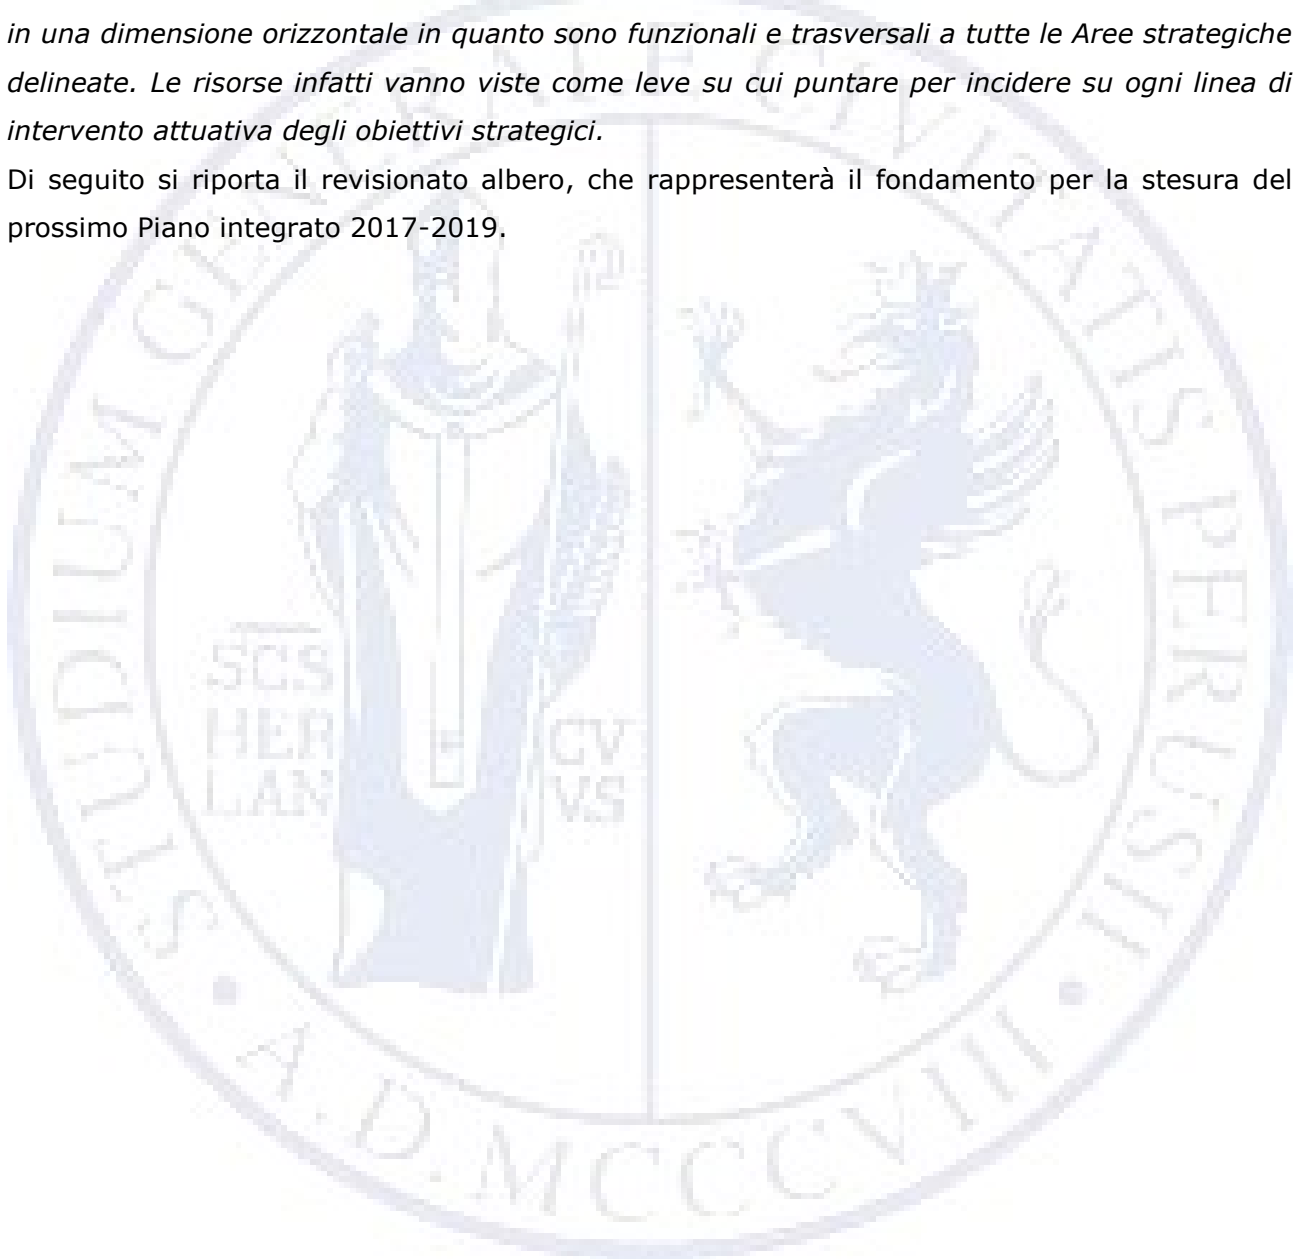 in una dimensione orizzontale in quanto sono funzionali e trasversali a tutte le Aree strategiche
delineate. Le risorse infatti vanno viste come leve su cui puntare per incidere su ogni linea di
intervento attuativa degli obiettivi strategici.
Di seguito si riporta il revisionato albero, che rappresenterà il fondamento per la stesura del
prossimo Piano integrato 2017-2019.
STUDIUM GENERALE CIVITATIS PERUSII
SCS
HER
LAN
CV
VS
A.D. MCCCVIII